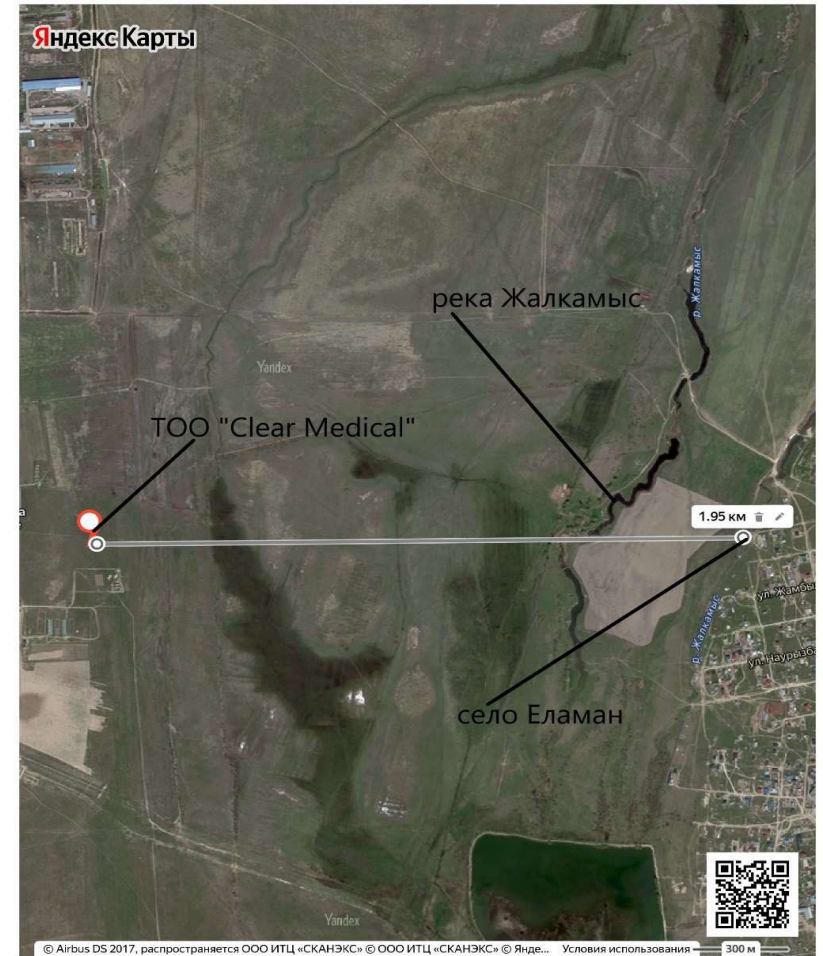 Яндекс Карты
р. Жалкамыс
река Жалкамыс
Yandex
ТОО "Clear Medical"
а
1.95 км
ул. Жамбы
р. Жалкамыс
ул. Наурызба
село Еламан
Yandex
© Airbus DS 2017, распространяется ООО ИТЦ «СКАНЭКС» © ООО ИТЦ «СКАНЭКС» © Янде... Условия использования 300 м